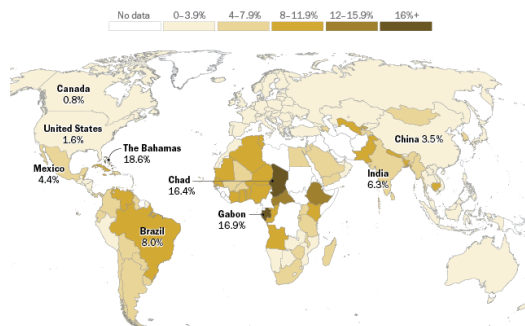 No data 0–3.9% 4–7.9% 8–11.9% 12–15.9% 16%+
Canada
0.8%
United States
1.6%
The Bahamas
18.6%
Mexico
4.4%
Chad
16.4%
Gabon
16.9%
Brazil
8.0%
China 3.5%
India
6.3%